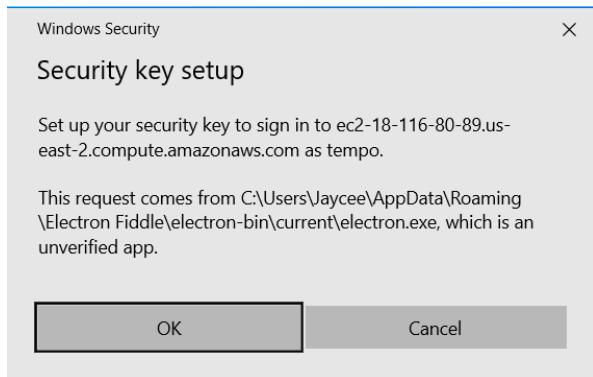 Windows Security
Security key setup
Set up your security key to sign in to ec2-18-116-80-89.us-
east-2.compute.amazonaws.com as tempo.
This request comes from C:\Users\Jaycee\AppData\Roaming
\Electron Fiddle\electron-bin\current\electron.exe, which is an
unverified app.
OK
Cancel